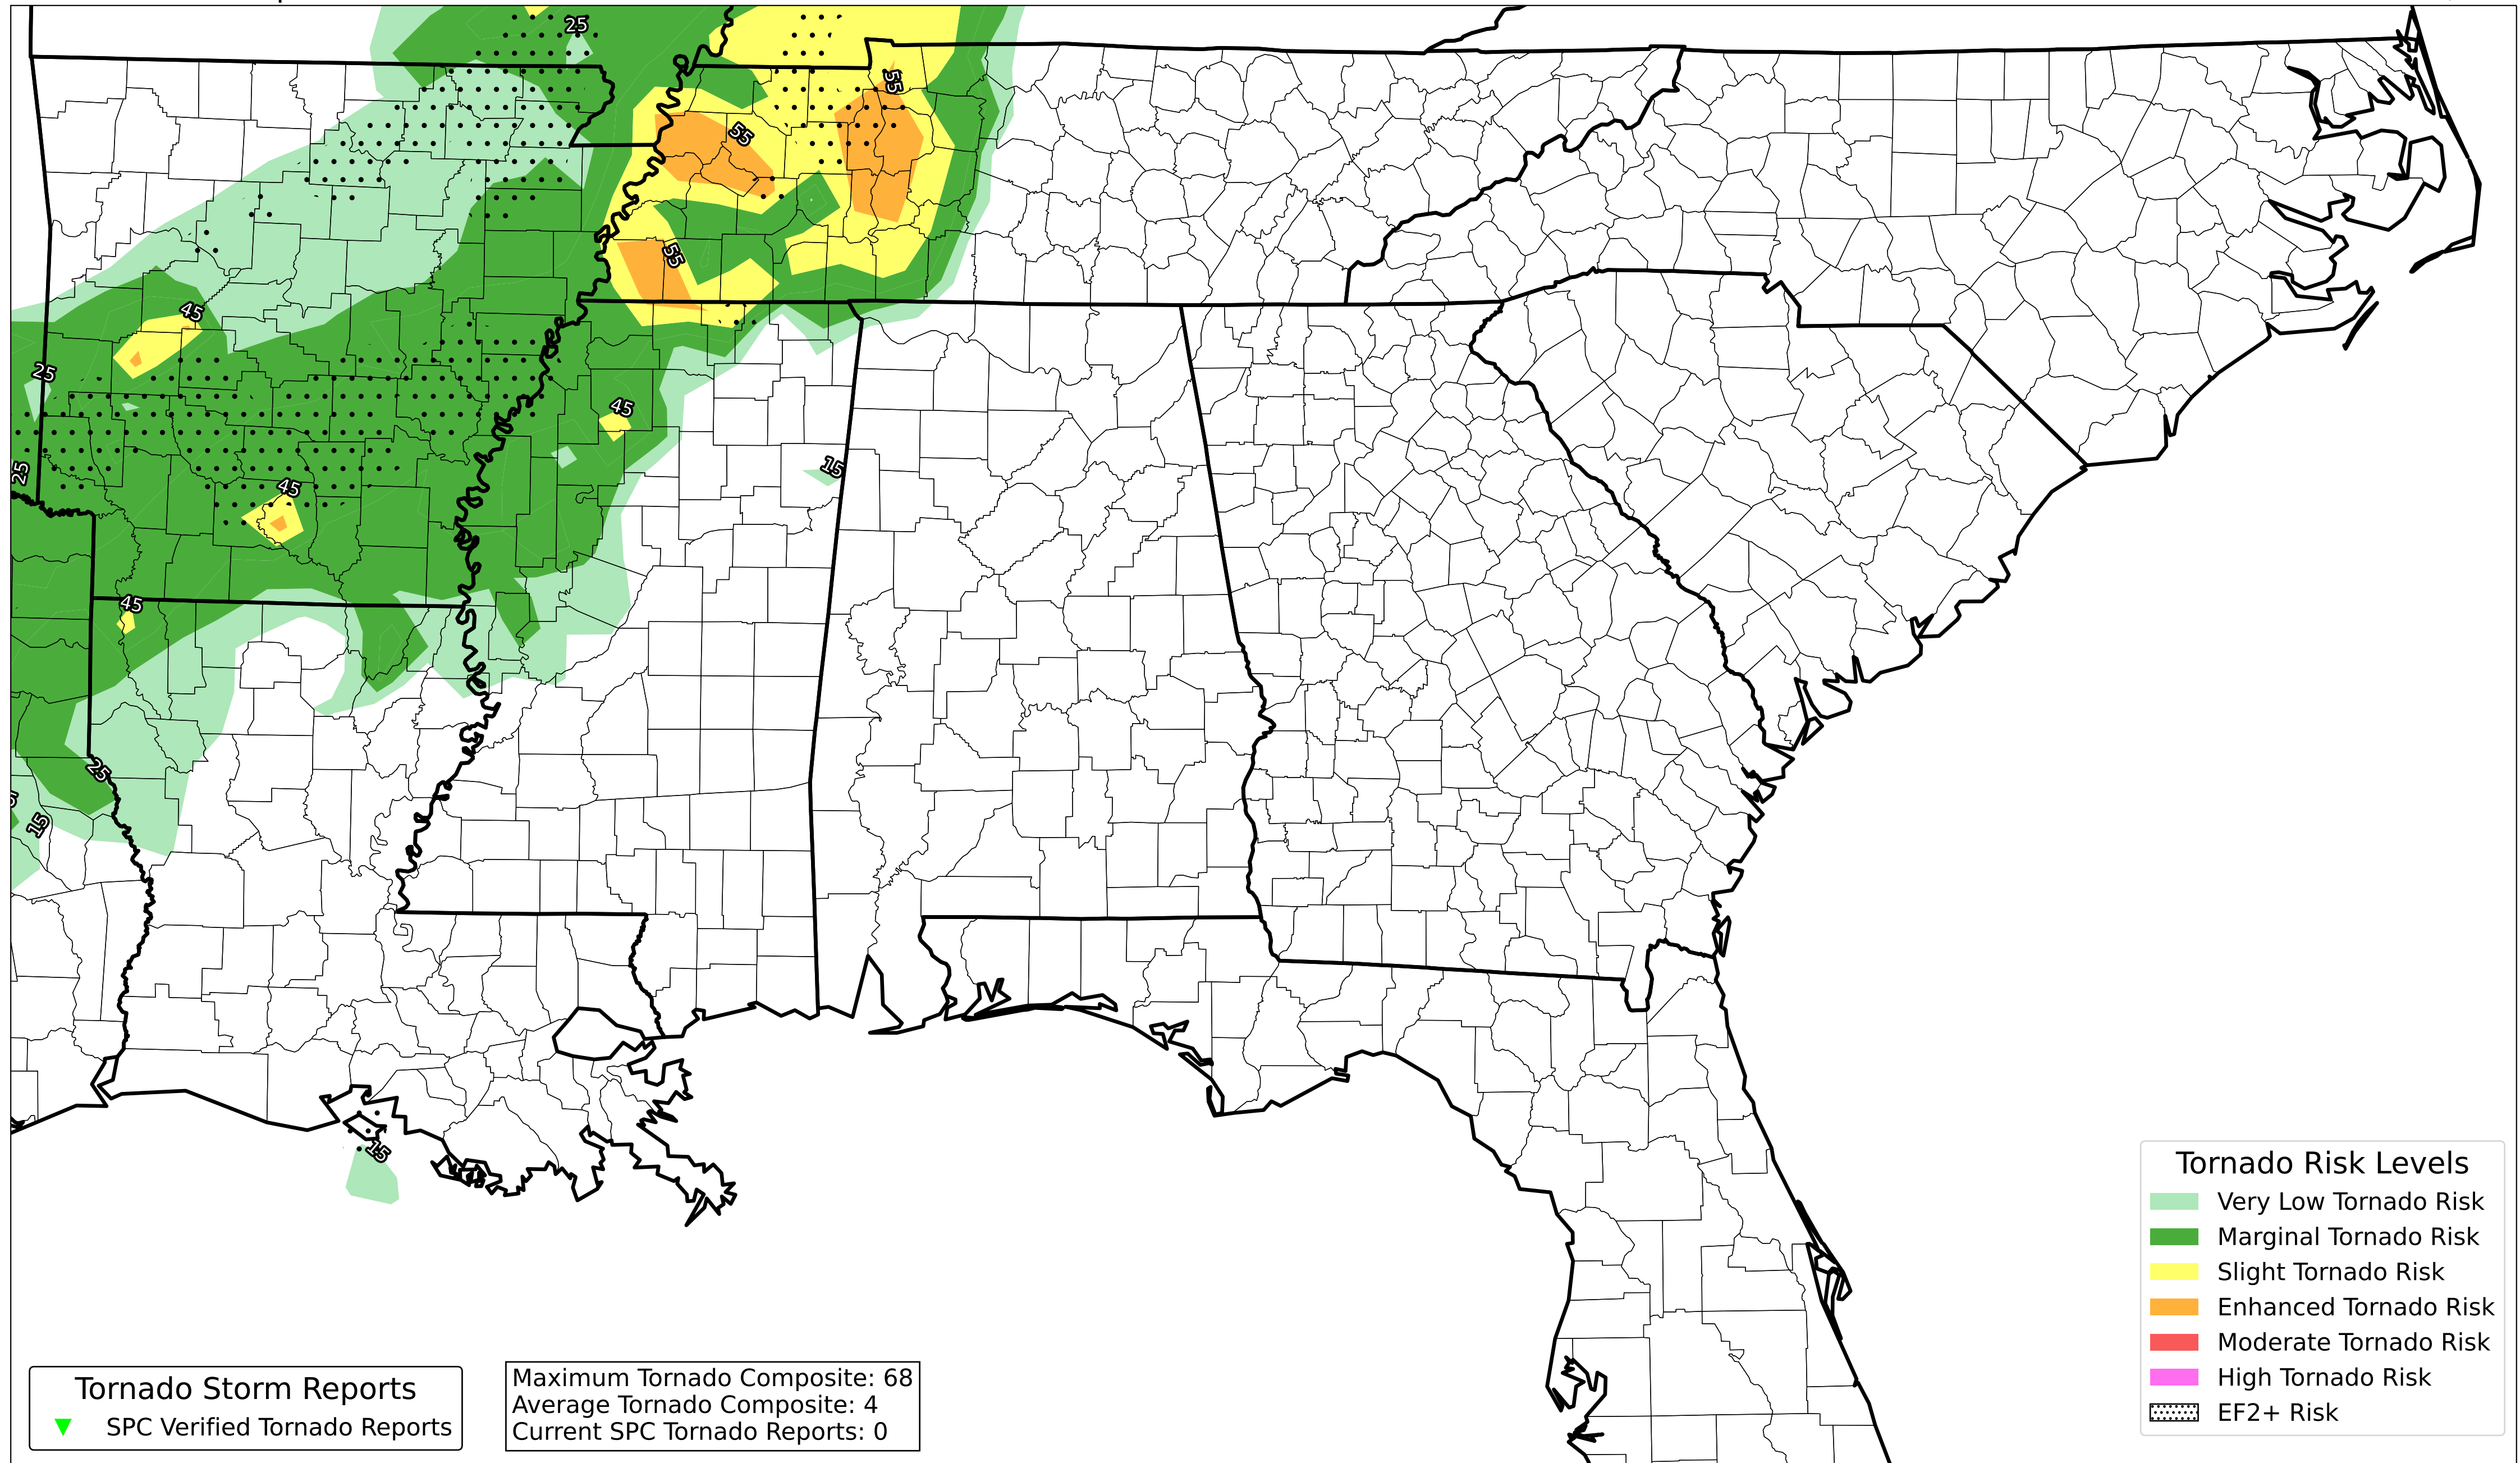 25
55
55
55
45
25
45
15
25
45
45
25
15
15
Tornado Risk Levels
Very Low Tornado Risk
Marginal Tornado Risk
Slight Tornado Risk
Enhanced Tornado Risk
Moderate Tornado Risk
High Tornado Risk
EF2+ Risk
Tornado Storm Reports
SPC Verified Tornado Reports
Maximum Tornado Composite: 68
Average Tornado Composite: 4
Current SPC Tornado Reports: 0